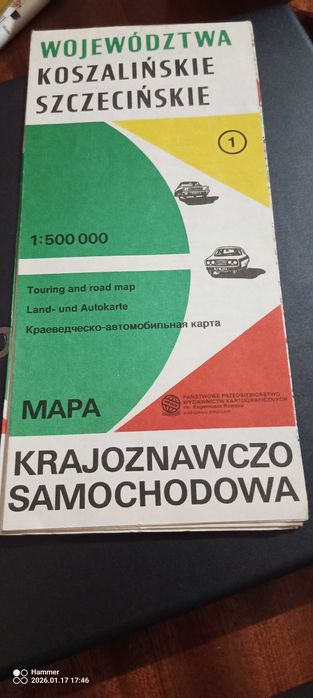 WOJEWÓDZTWA
KOSZALIŃSKIE
SZCZECIŃSKIE
1
1:500 000
Touring and road map
Land- und Autokarte
Краеведческо-автомобильная карта
MAPA
PAŃSTWOWE PRZEDSIĘBIORSTWO
WYDAWNICTW KARTOGRAFICZNYCH
im. Eugeniusza Romera
KRAJOZNAWCZO
SAMOCHODOWA
Hammer
2026.01.17 17:46